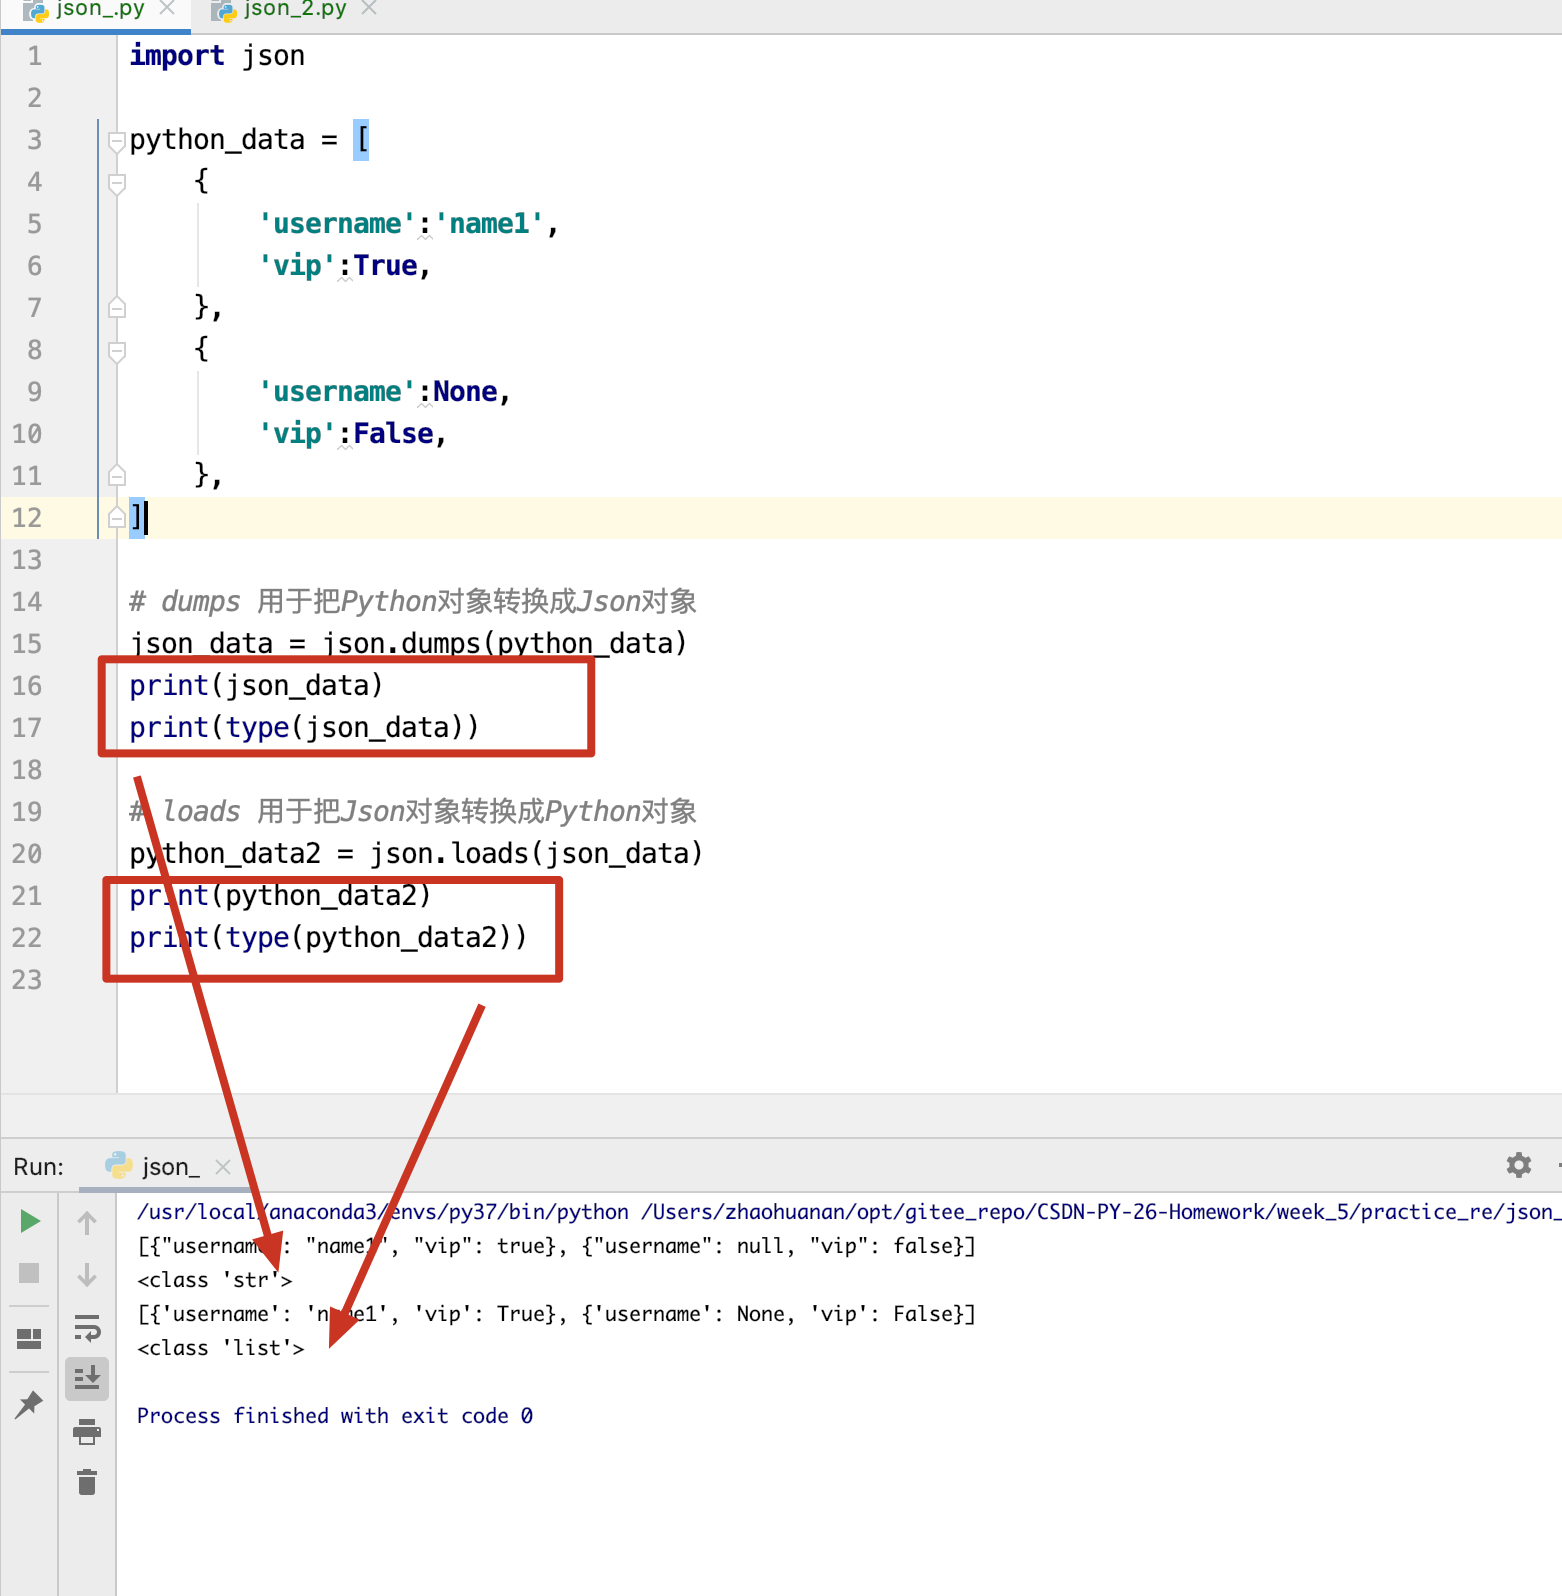 json_.py
json_2.py
1 import json
2
3 python_data = [
4 {
5 'username':'name1',
6 'vip':True,
7 },
8 {
9 'username':None,
10 'vip':False,
11 },
12 ]
13
14 # dumps 用于把Python对象转换成Json对象
15 json_data = json.dumps(python_data)
16 print(json_data)
17 print(type(json_data))
18
19 # loads 用于把Json对象转换成Python对象
20 python_data2 = json.loads(json_data)
21 print(python_data2)
22 print(type(python_data2))
23
Run: json_
/usr/local/anaconda3/envs/py37/bin/python /Users/zhaohuanan/opt/gitee_repo/CSDN-PY-26-Homework/week_5/practice_re/json_
[{"username": "name1", "vip": true}, {"username": null, "vip": false}]
<class 'str'>
[{'username': 'name1', 'vip': True}, {'username': None, 'vip': False}]
<class 'list'>
Process finished with exit code 0